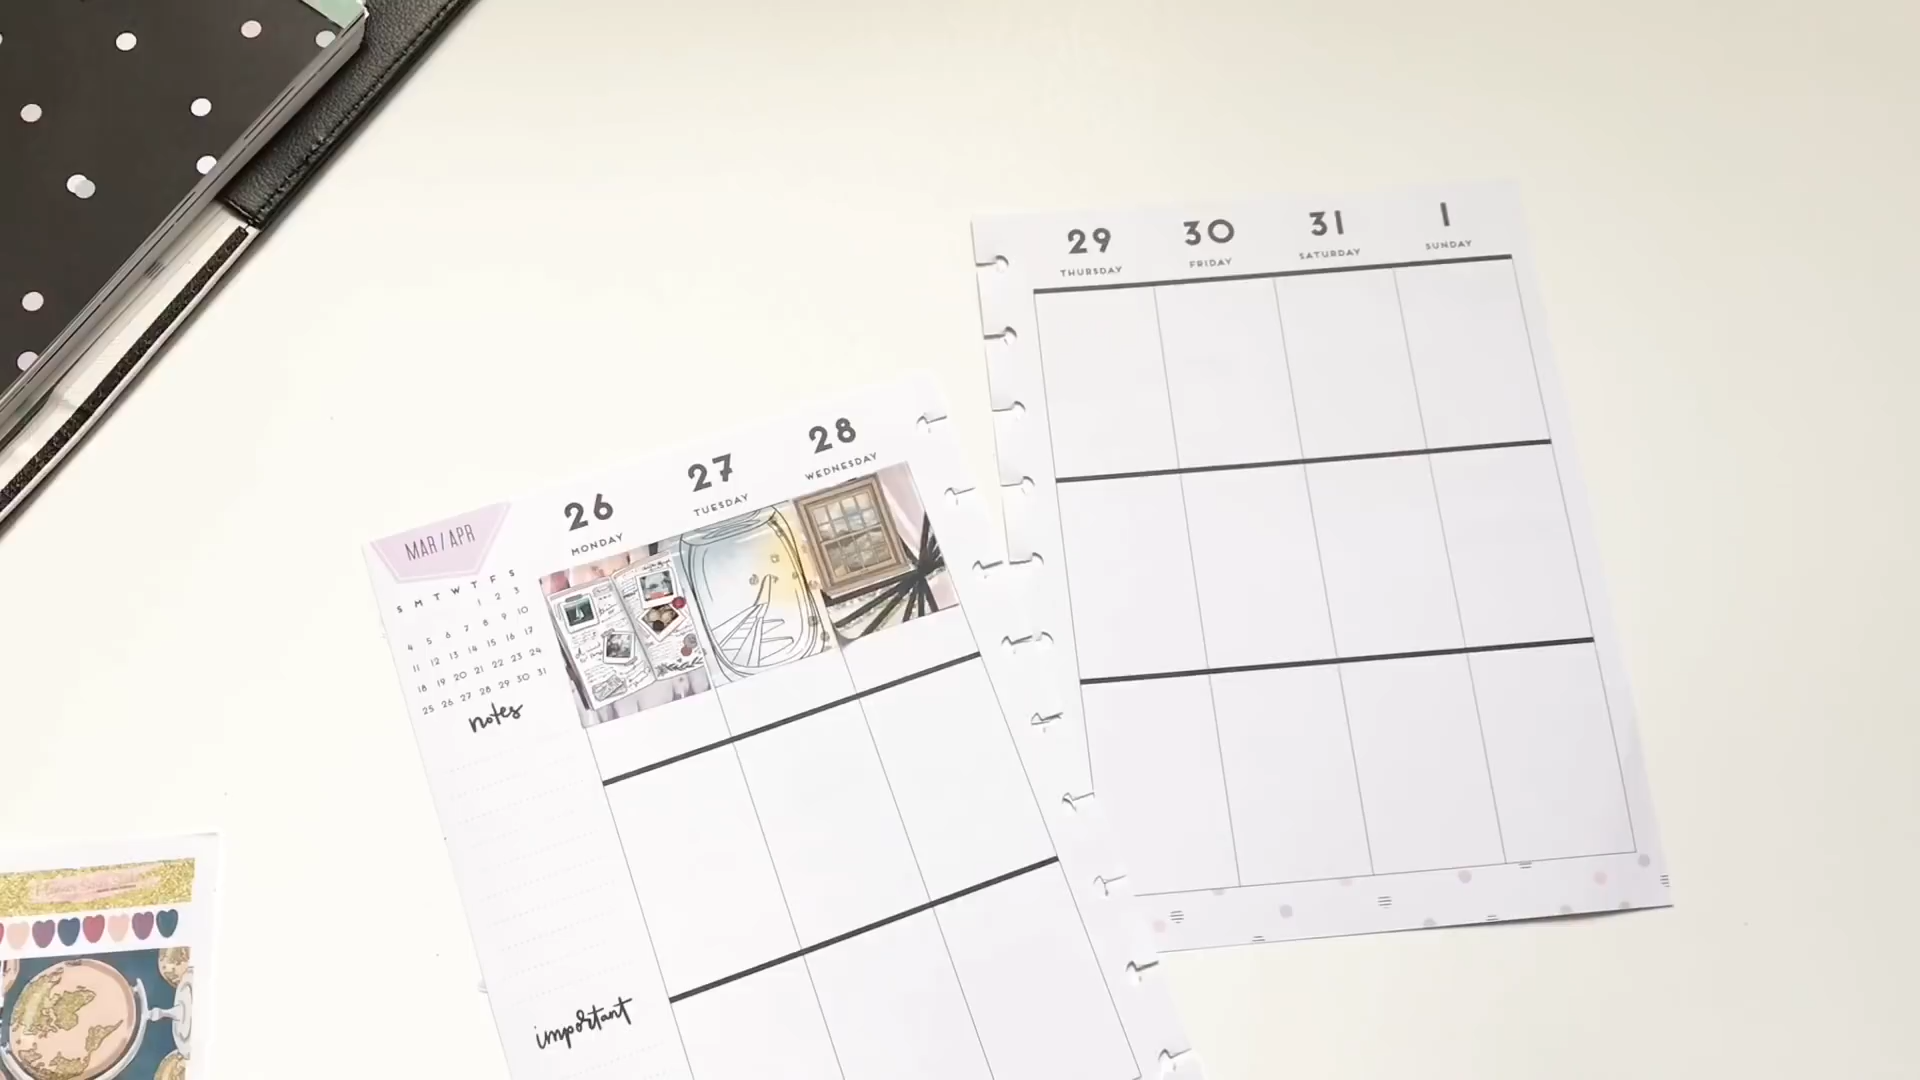 MAR/APR
S M T W T F S
1 2 3
4 5 6 7 8 9 10
11 12 13 14 15 16 17
18 19 20 21 22 23 24
25 26 27 28 29 30 31
notes
important
26
MONDAY
27
TUESDAY
28
WEDNESDAY
29
THURSDAY
30
FRIDAY
31
SATURDAY
1
SUNDAY